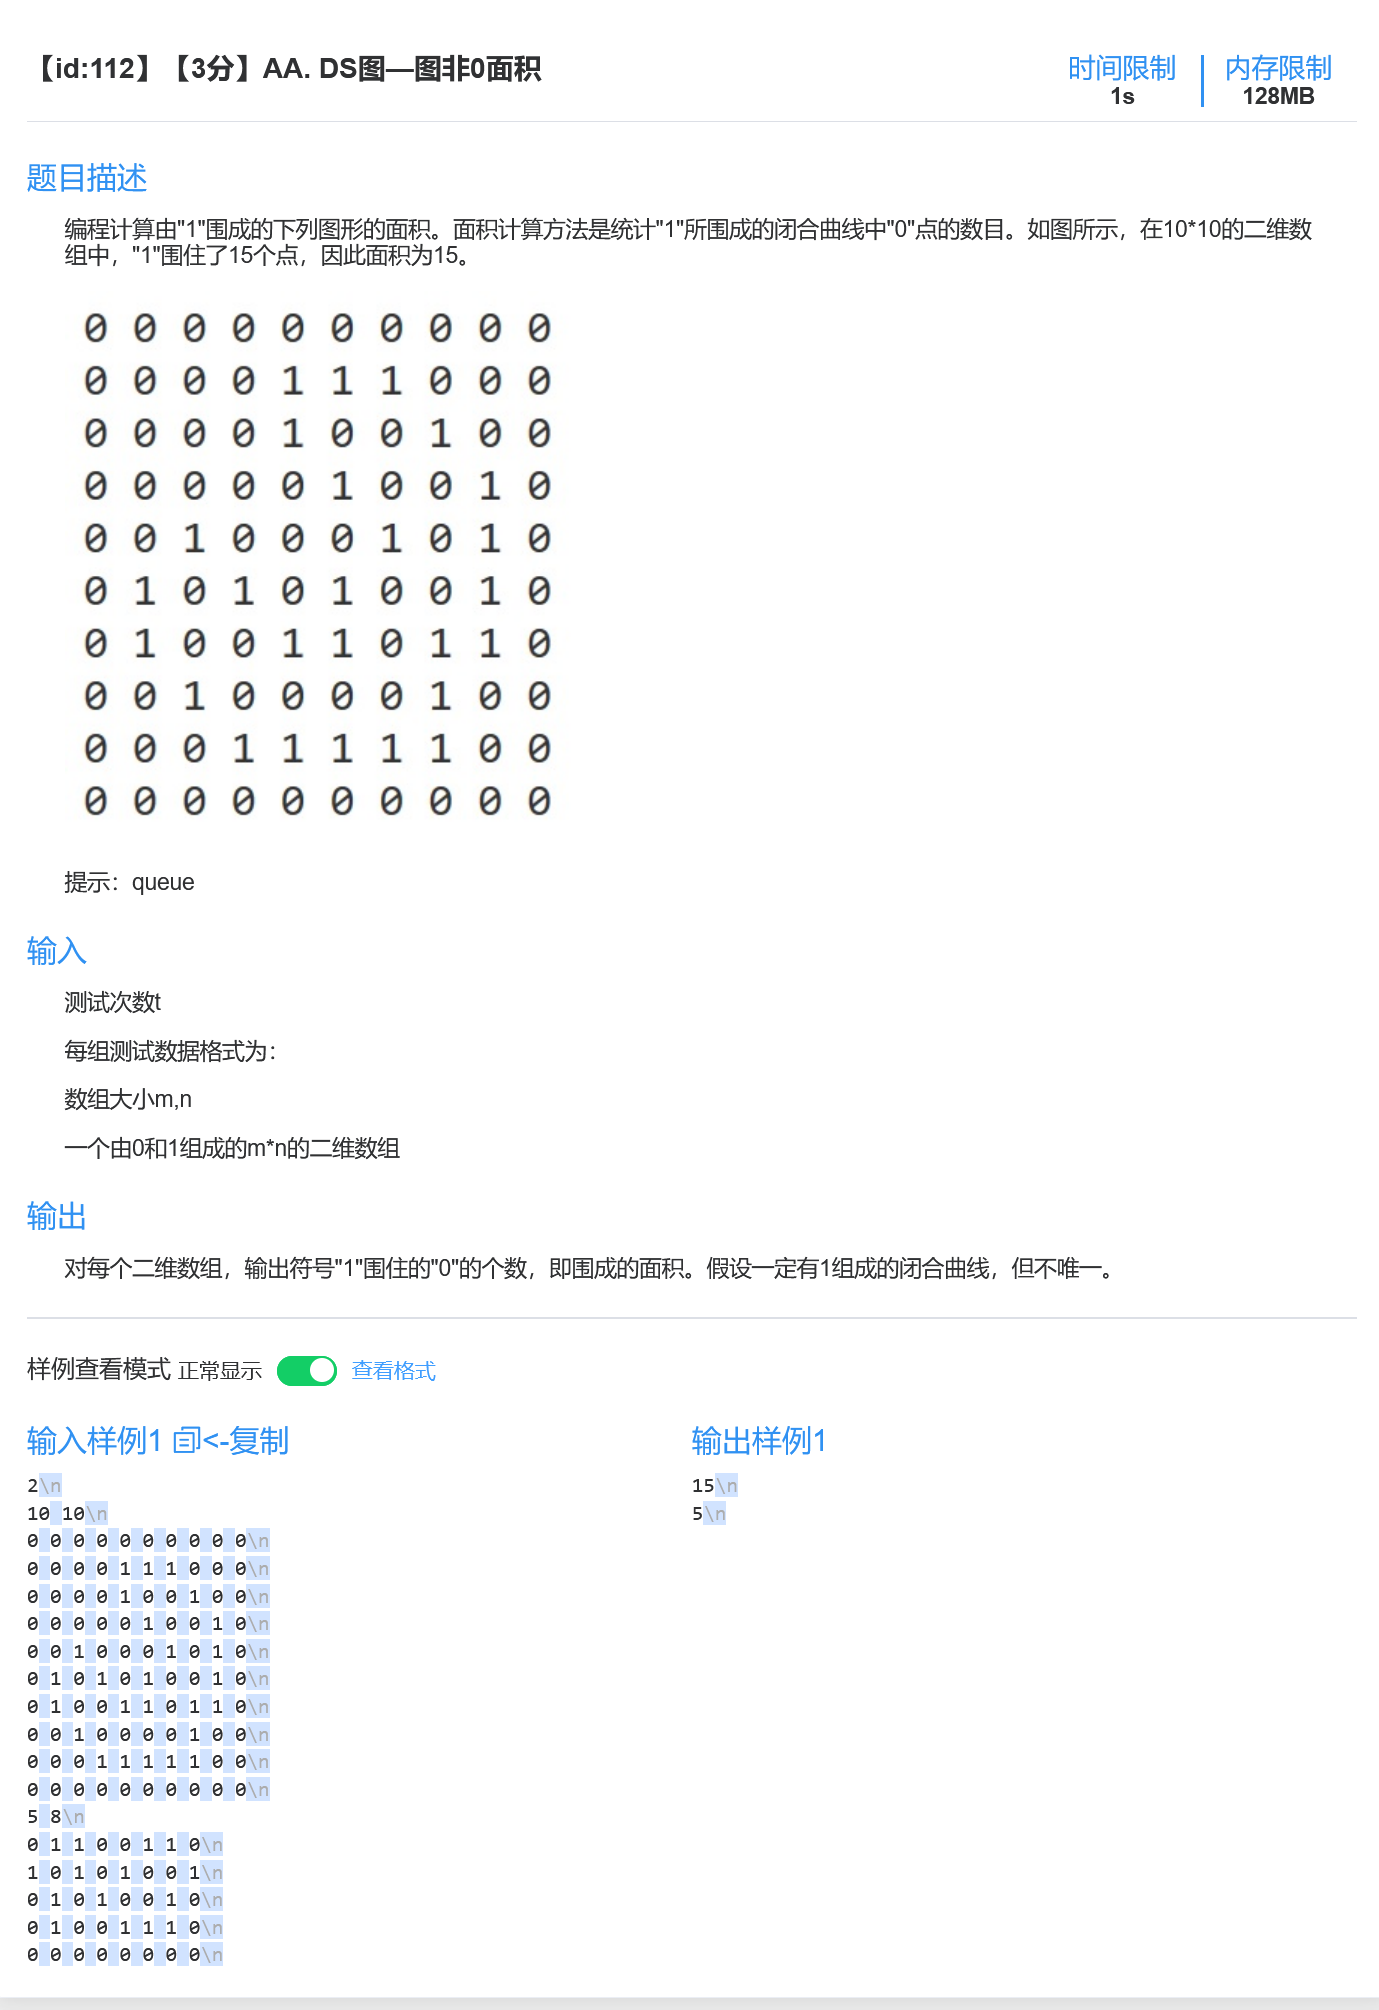 【id:112】【3分】AA. DS图—图非0面积
时间限制
1s
内存限制
128MB
题目描述
编程计算由"1"围成的下列图形的面积。面积计算方法是统计"1"所围成的闭合曲线中"0"点的数目。如图所示，在10*10的二维数
组中，"1"围住了15个点，因此面积为15。
0 0 0 0 0 0 0 0 0 0
0 0 0 0 1 1 1 0 0 0
0 0 0 0 1 0 0 1 0 0
0 0 0 0 0 1 0 0 1 0
0 0 1 0 0 0 1 0 1 0
0 1 0 1 0 1 0 0 1 0
0 1 0 0 1 1 0 1 1 0
0 0 1 0 0 0 0 1 0 0
0 0 0 1 1 1 1 1 0 0
0 0 0 0 0 0 0 0 0 0
提示：queue
输入
测试次数t
每组测试数据格式为：
数组大小m,n
一个由0和1组成的m*n的二维数组
输出
对每个二维数组，输出符号"1"围住的"0"的个数，即围成的面积。假设一定有1组成的闭合曲线，但不唯一。
样例查看模式 正常显示 查看格式
输入样例1 <-复制
2\n
10 10\n
0 0 0 0 0 0 0 0 0 0\n
0 0 0 0 1 1 1 0 0 0\n
0 0 0 0 1 0 0 1 0 0\n
0 0 0 0 0 1 0 0 1 0\n
0 0 1 0 0 0 1 0 1 0\n
0 1 0 1 0 1 0 0 1 0\n
0 1 0 0 1 1 0 1 1 0\n
0 0 1 0 0 0 0 1 0 0\n
0 0 0 1 1 1 1 1 0 0\n
0 0 0 0 0 0 0 0 0 0\n
5 8\n
0 1 1 0 0 1 1 0\n
1 0 1 0 1 0 0 1\n
0 1 0 1 0 0 1 0\n
0 1 0 0 1 1 1 0\n
0 0 0 0 0 0 0 0\n
输出样例1
15\n
5\n